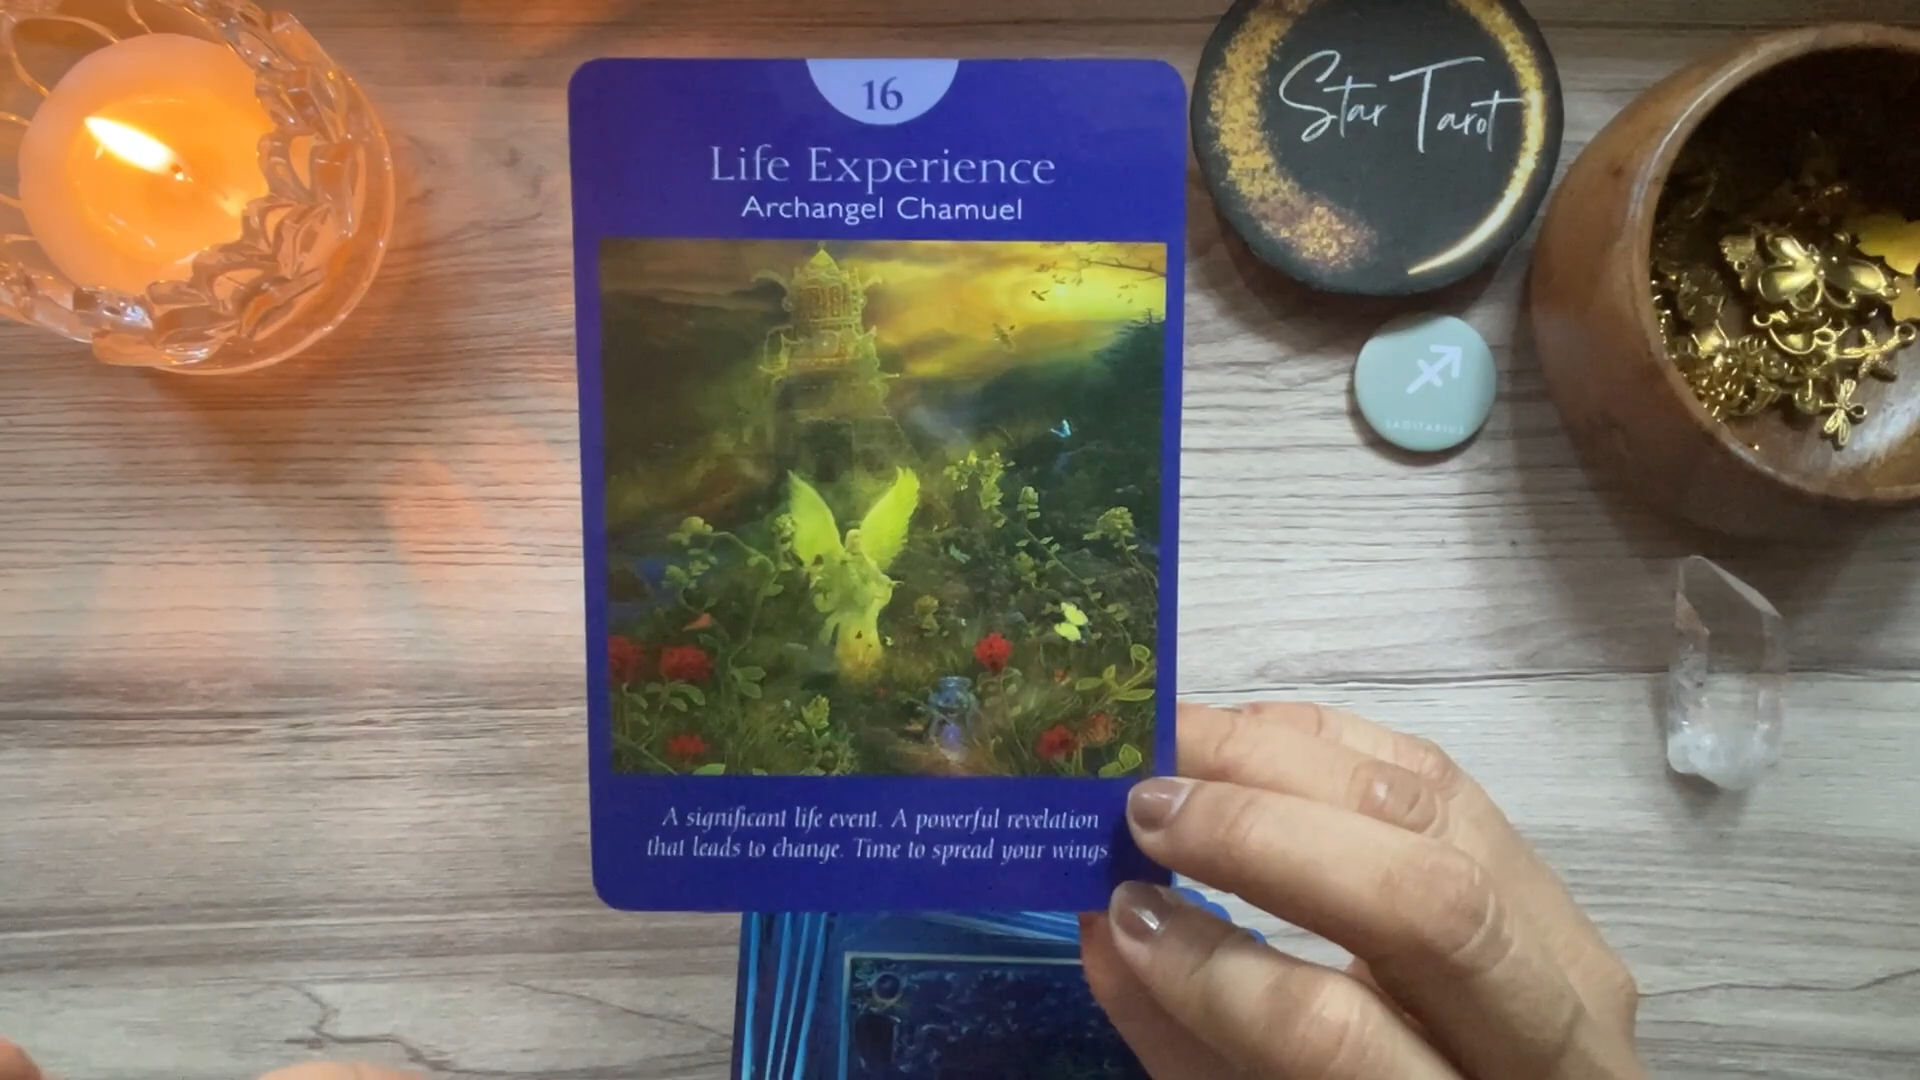 16
Life Experience
Archangel Chamuel
A significant life event. A powerful revelation
that leads to change. Time to spread your wings.
Star Tarot
SAGITARIUS